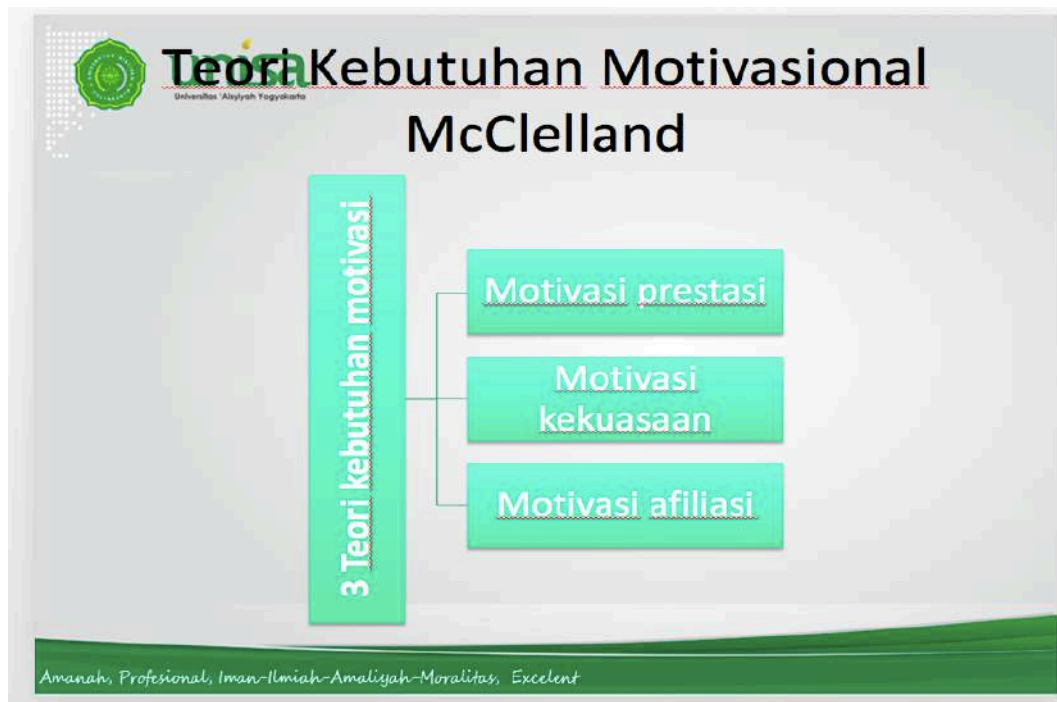 Teori Kebutuhan Motivasional
McClelland
unisa
Universitas 'Aisyiyah Yogyakarta
3 Teori kebutuhan motivasi
Motivasi prestasi
Motivasi
kekuasaan
Motivasi afiliasi
Amanah, Profesional, Iman-Ilmiah-Amaliyah-Moralitas, Excelent